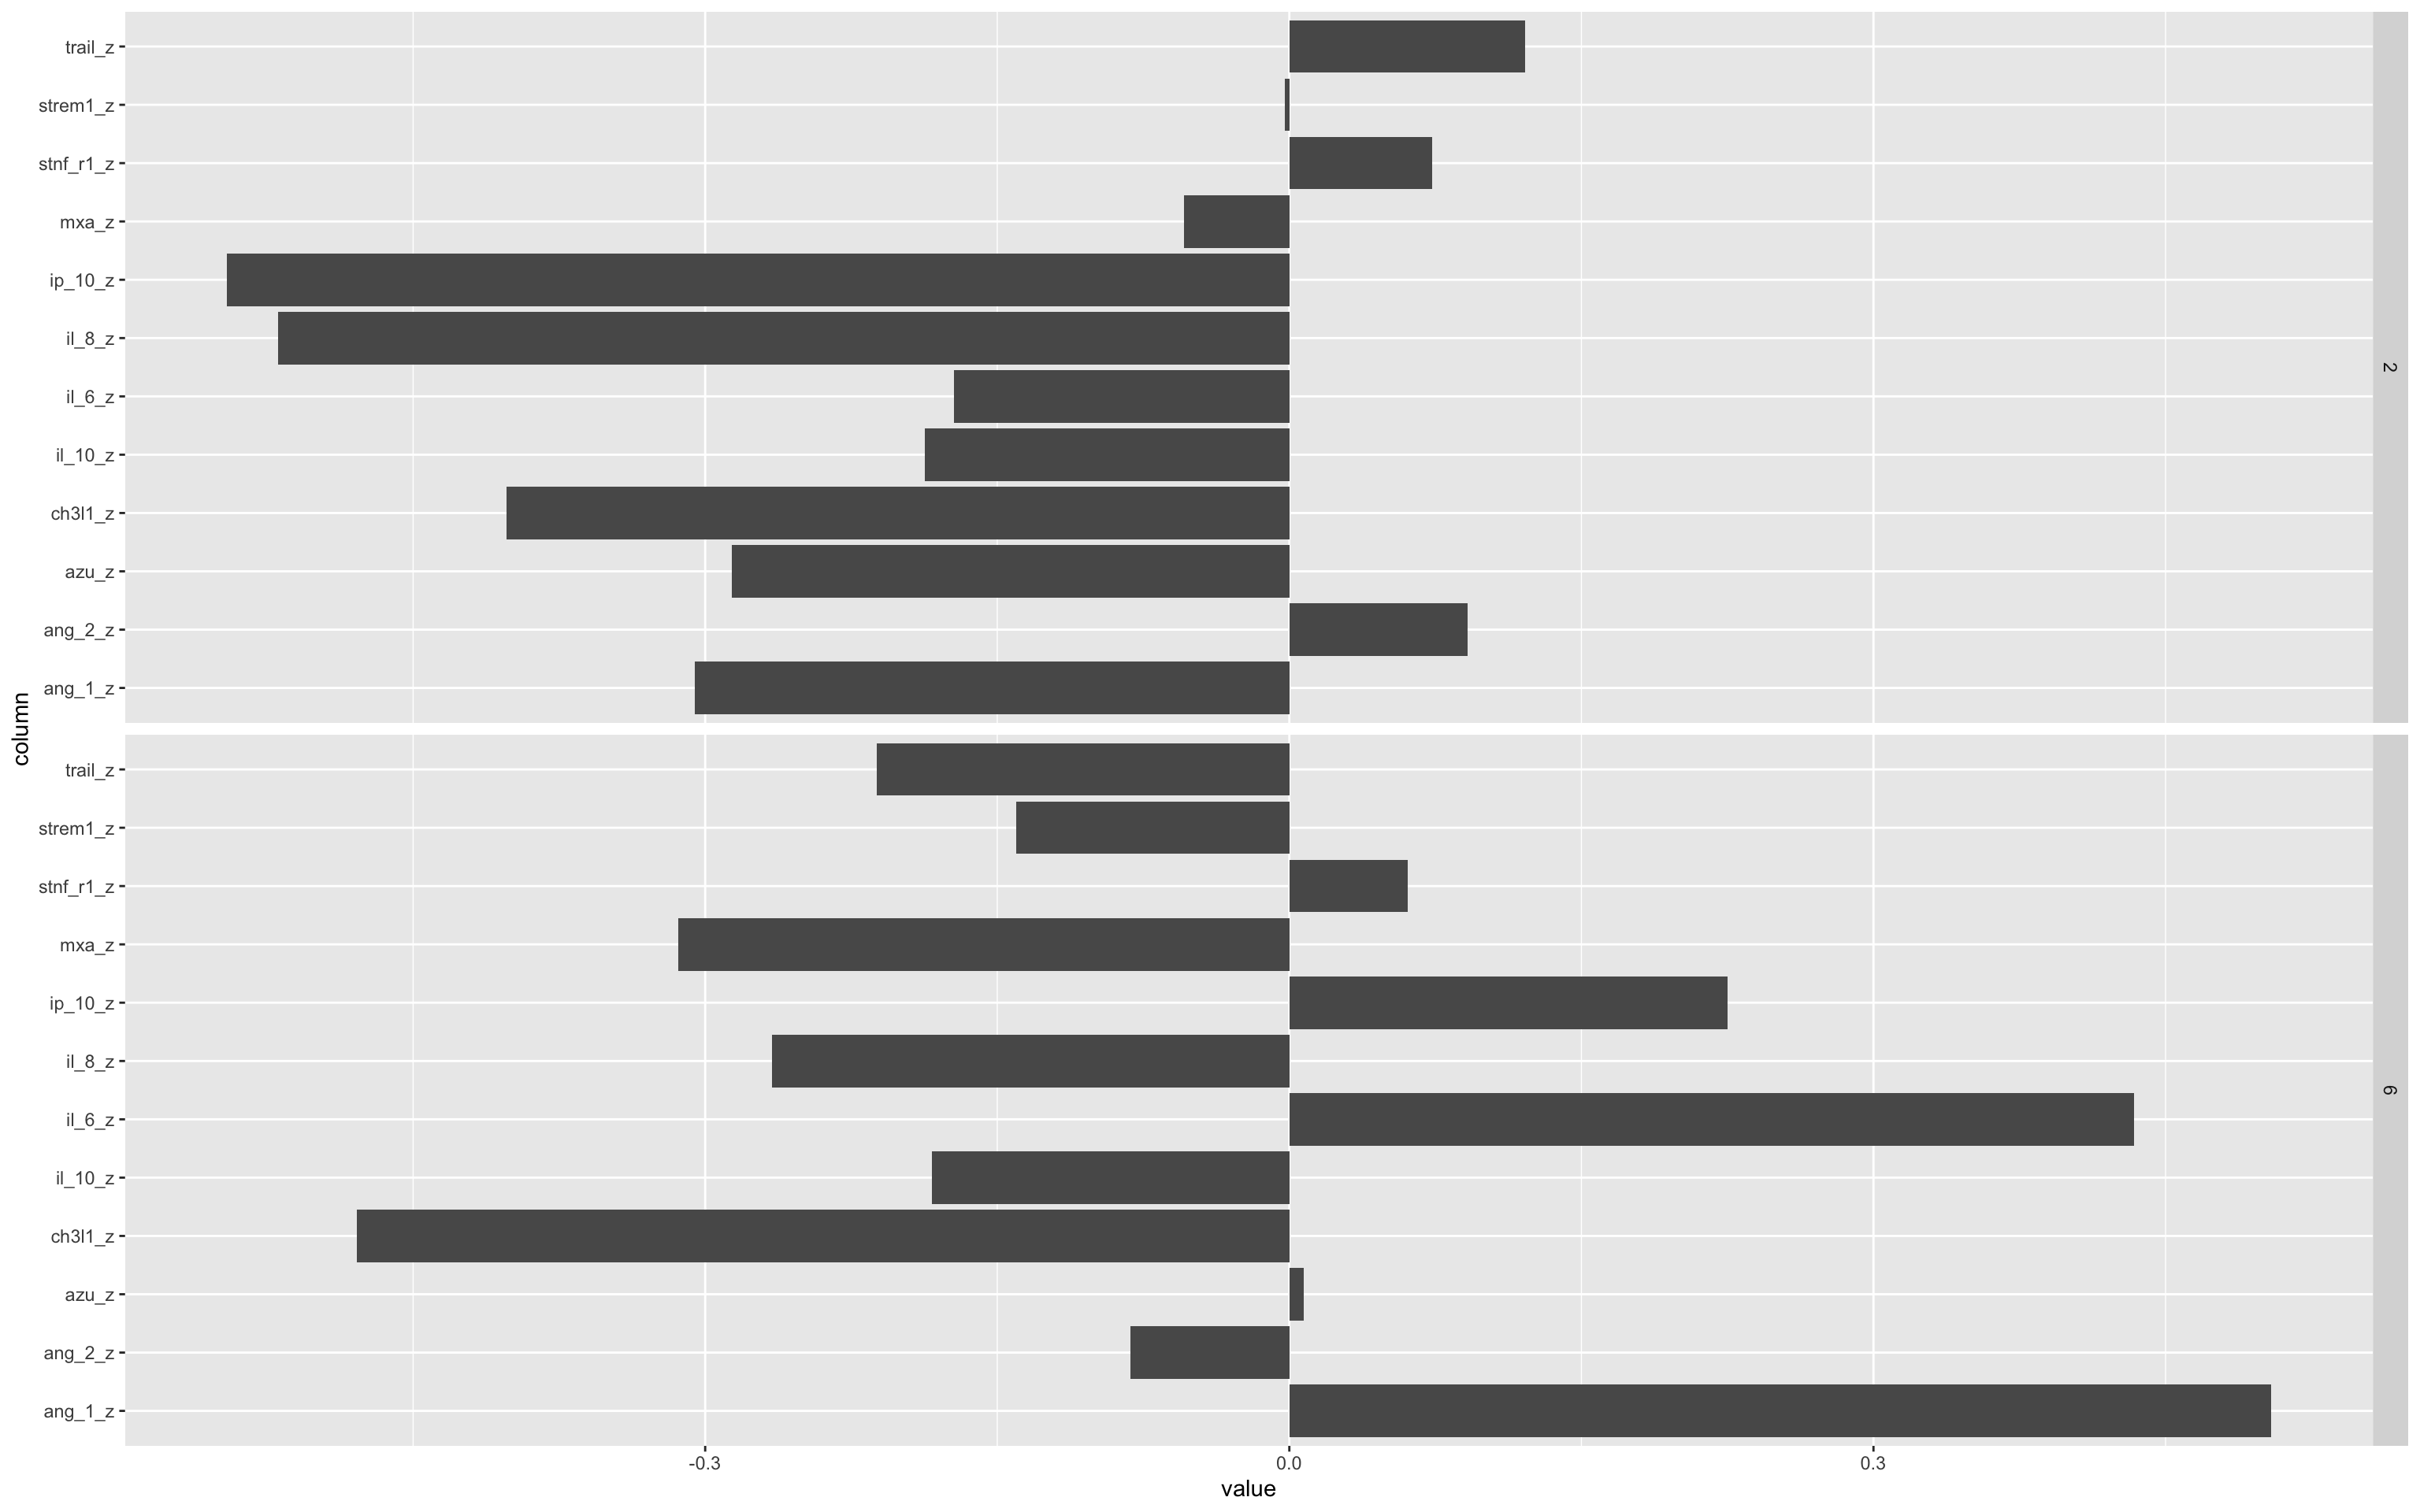 column
trail_z
strem1_z
stnf_r1_z
mxa_z
ip_10_z
il_8_z
il_6_z
il_10_z
ch3l1_z
azu_z
ang_2_z
ang_1_z
2
trail_z
strem1_z
stnf_r1_z
mxa_z
ip_10_z
il_8_z
il_6_z
il_10_z
ch3l1_z
azu_z
ang_2_z
ang_1_z
6
-0.3 0.0 0.3
value